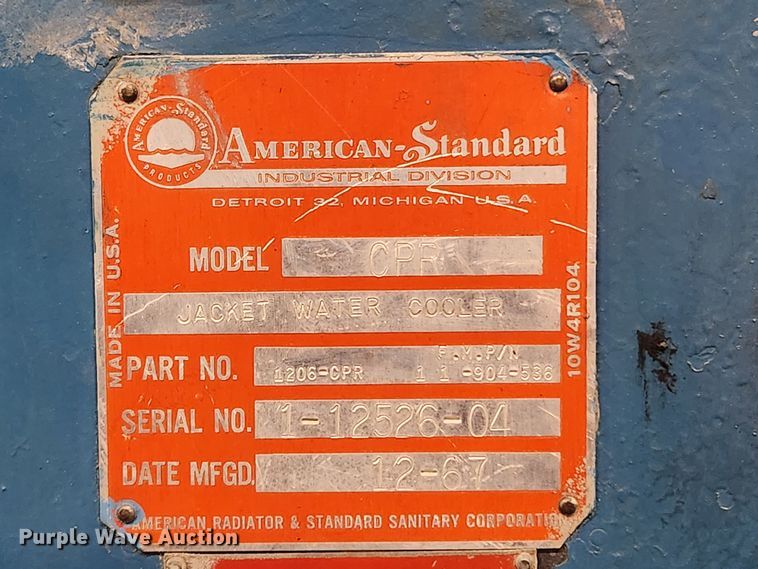 AMERICAN-Standard
PRODUCTS
AMERICAN-Standard
INDUSTRIAL DIVISION
DETROIT 32, MICHIGAN U.S.A.
MADE IN U.S.A.
MODEL CPR
JACKET WATER COOLER
F.M.P/N
PART NO. 1206-CPR 11-904-536
SERIAL NO. 1-12526-04
DATE MFGD. 12-67
10W4R104
AMERICAN RADIATOR & STANDARD SANITARY CORPORATION
Purple Wave Auction